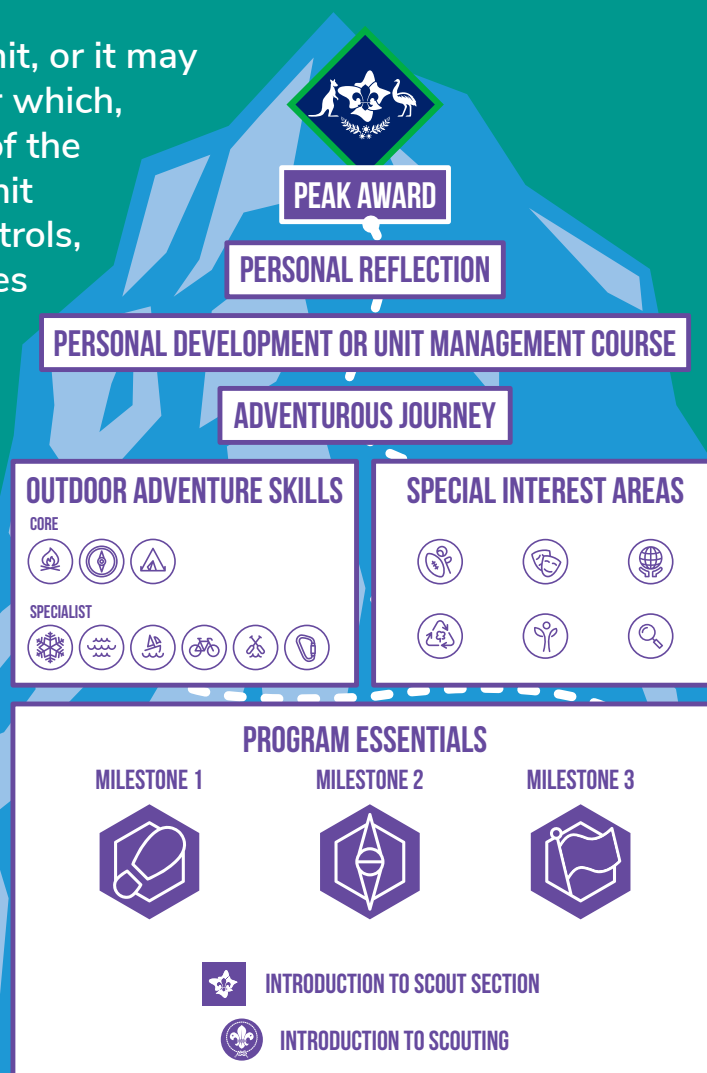 nit, or it may
r which,
of the
nit
trols,
es
PEAK AWARD
PERSONAL REFLECTION
PERSONAL DEVELOPMENT OR UNIT MANAGEMENT COURSE
ADVENTUROUS JOURNEY
OUTDOOR ADVENTURE SKILLS
CORE
SPECIALIST
SPECIAL INTEREST AREAS
PROGRAM ESSENTIALS
MILESTONE 1
MILESTONE 2
MILESTONE 3
INTRODUCTION TO SCOUT SECTION
INTRODUCTION TO SCOUTING